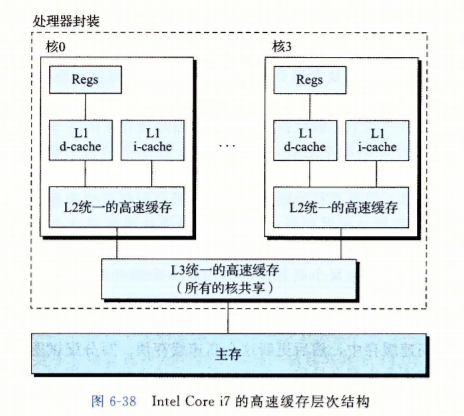 处理器封装
核0
核3
Regs
Regs
L1
d-cache
L1
i-cache
...
L1
d-cache
L1
i-cache
L2统一的高速缓存
L2统一的高速缓存
L3统一的高速缓存
(所有的核共享)
主存
图 6-38 Intel Core i7 的高速缓存层次结构